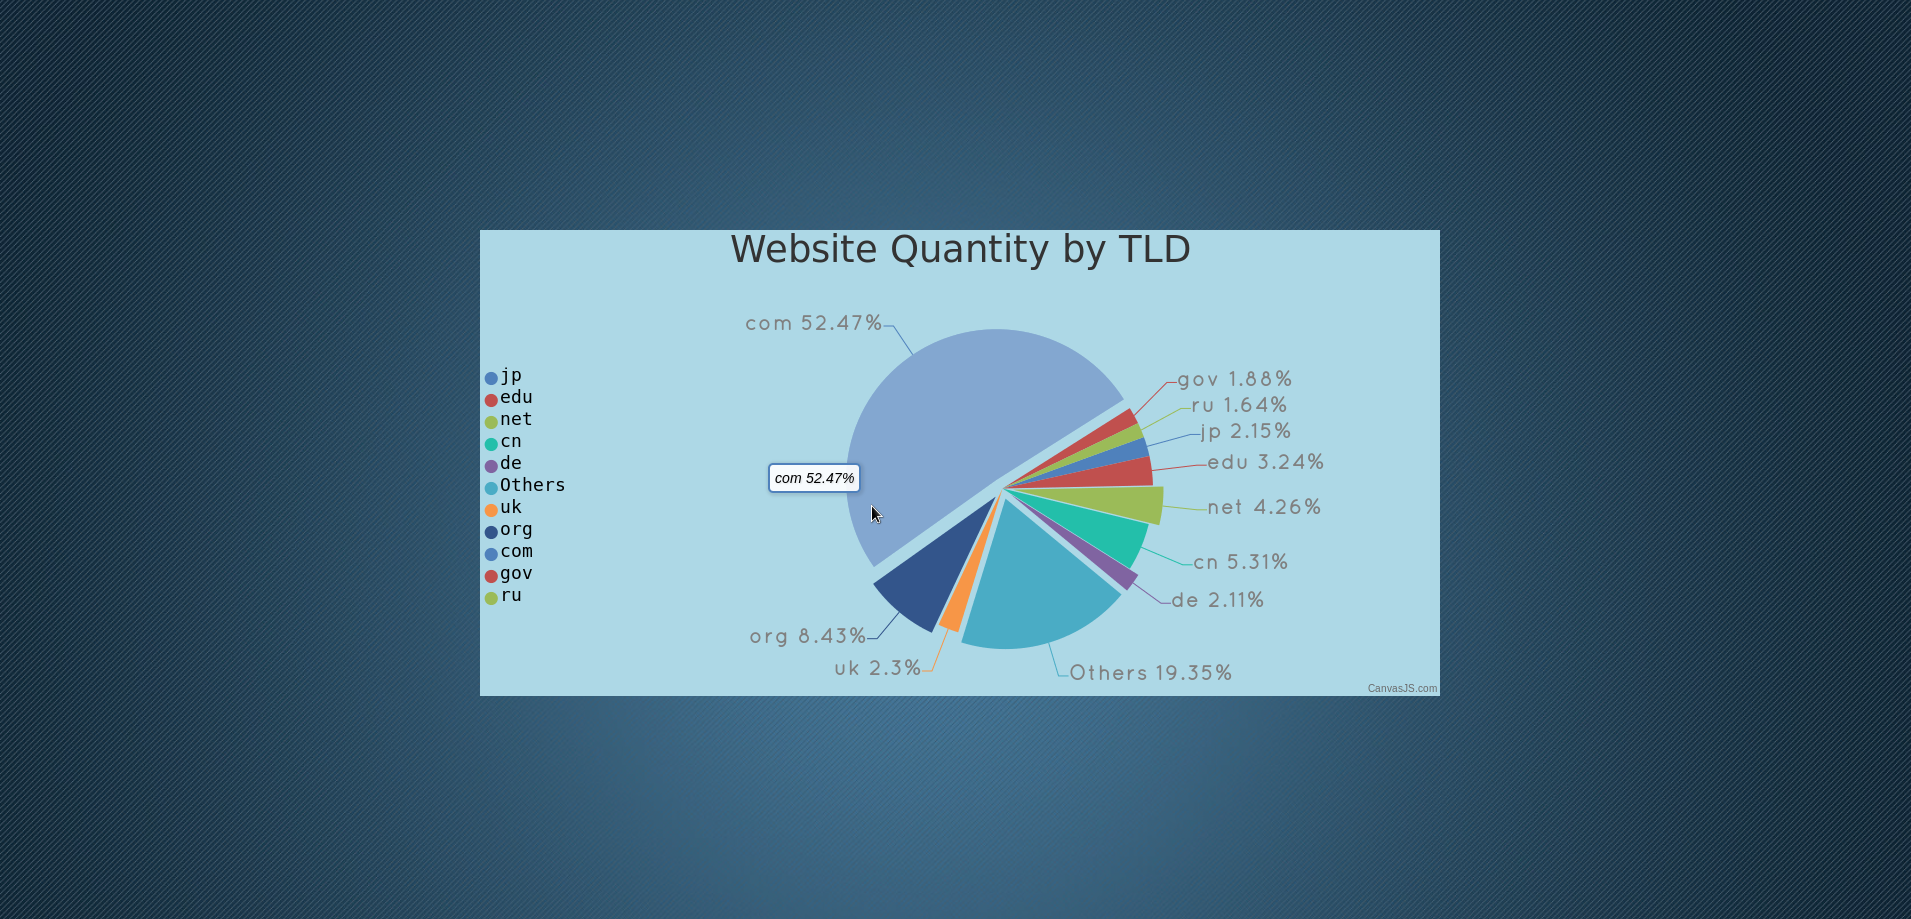 Website Quantity by TLD
com 52.47%
gov 1.88%
ru 1.64%
jp 2.15%
edu 3.24%
net 4.26%
cn 5.31%
de 2.11%
Others 19.35%
uk 2.3%
org 8.43%
com 52.47%
jp
edu
net
cn
de
Others
uk
org
com
gov
ru
CanvasJS.com